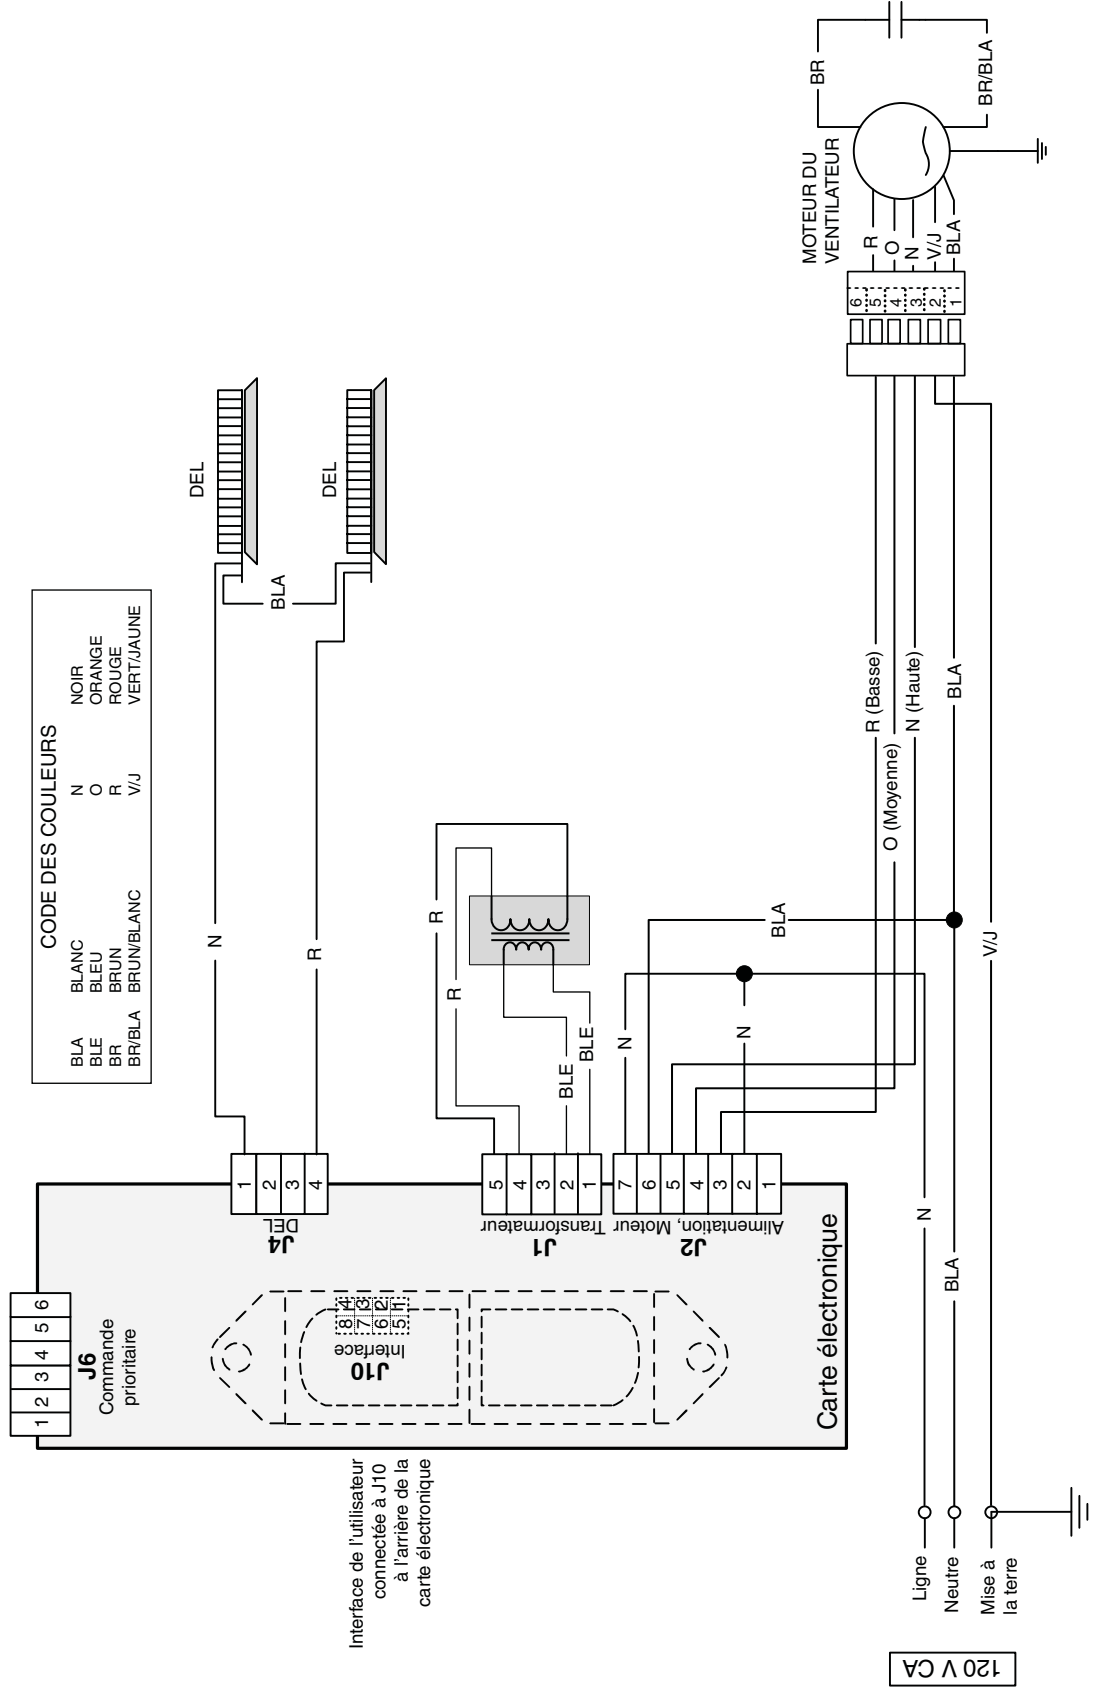 CODE DES COULEURS
BLA BLANC N NOIR
BLE BLEU O ORANGE
BR BRUN R ROUGE
BR/BLA BRUN/BLANC V/J VERT/JAUNE
1 2 3 4 5 6
J6
Commande
prioritaire
Interface de l'utilisateur
connectée à J10
à l'arrière de la
carte électronique
J10
Interface
8 7 6 5
4 3 2 1
Carte électronique
J4
DEL
1
2
3
4
N
R
BLA
DEL
DEL
J1
Transformateur
5
4
3
2
1
R
R
BLE
BLE
J2
Alimentation, Moteur
7
6
5
4
3
2
1
N
N
BLA
R (Basse)
O (Moyenne)
N (Haute)
BLA
V/J
N
BLA
Ligne
Neutre
Mise à
la terre
120 V CA
6
5
4
3
2
1
R
O
N
V/J
BLA
MOTEUR DU
VENTILATEUR
BR
BR/BLA